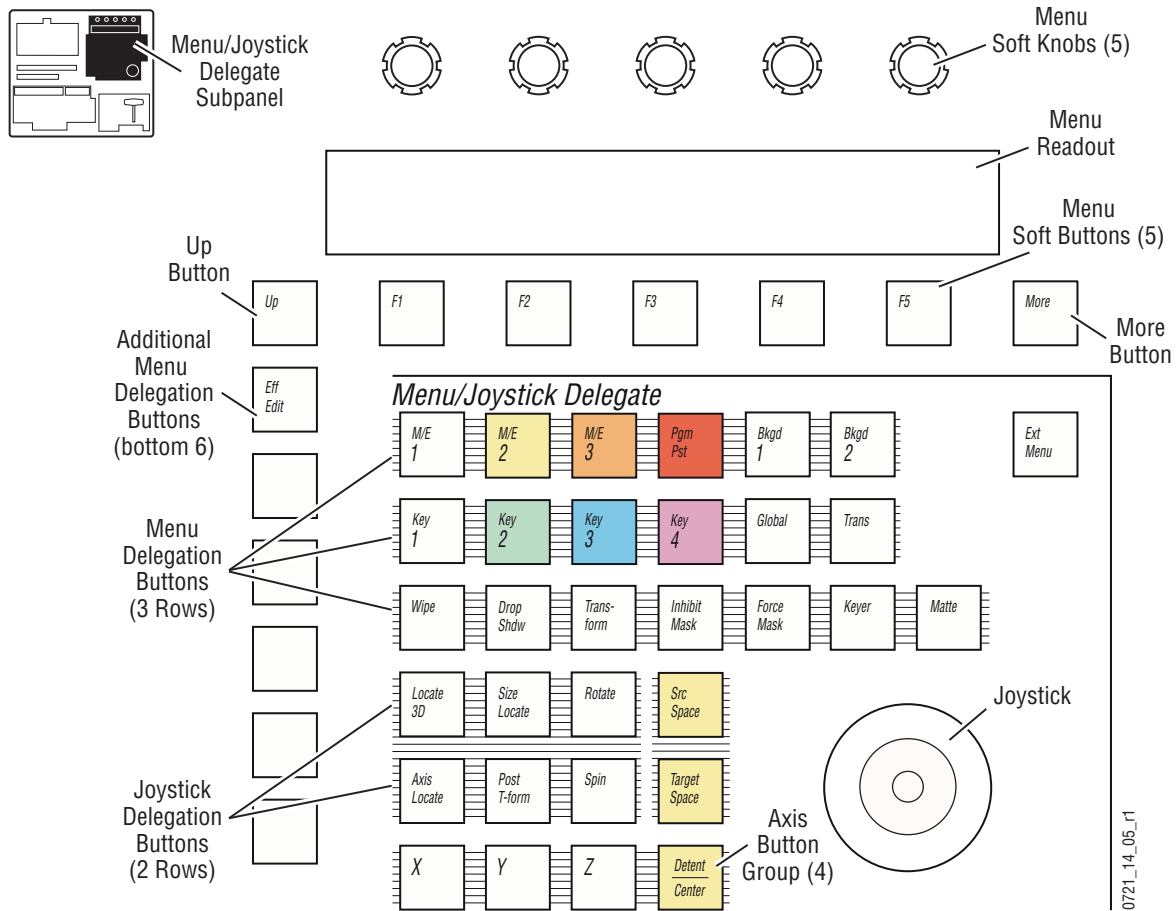 Menu/Joystick
Delegate
Subpanel
Menu
Soft Knobs (5)
Menu
Readout
Menu
Soft Buttons (5)
Up
Button
Up
F1
F2
F3
F4
F5
More
More
Button
Additional
Menu
Delegation
Buttons
(bottom 6)
Eff
Edit
Menu/Joystick Delegate
M/E
1
M/E
2
M/E
3
Pgm
Pst
Bkgd
1
Bkgd
2
Ext
Menu
Menu
Delegation
Buttons
(3 Rows)
Key
1
Key
2
Key
3
Key
4
Global
Trans
Wipe
Drop
Shdw
Trans-
form
Inhibit
Mask
Force
Mask
Keyer
Matte
Locate
3D
Size
Locate
Rotate
Src
Space
Joystick
Joystick
Delegation
Buttons
(2 Rows)
Axis
Locate
Post
T-form
Spin
Target
Space
Axis
Button
Group (4)
X
Y
Z
Detent
Center
0721_14_05_r1